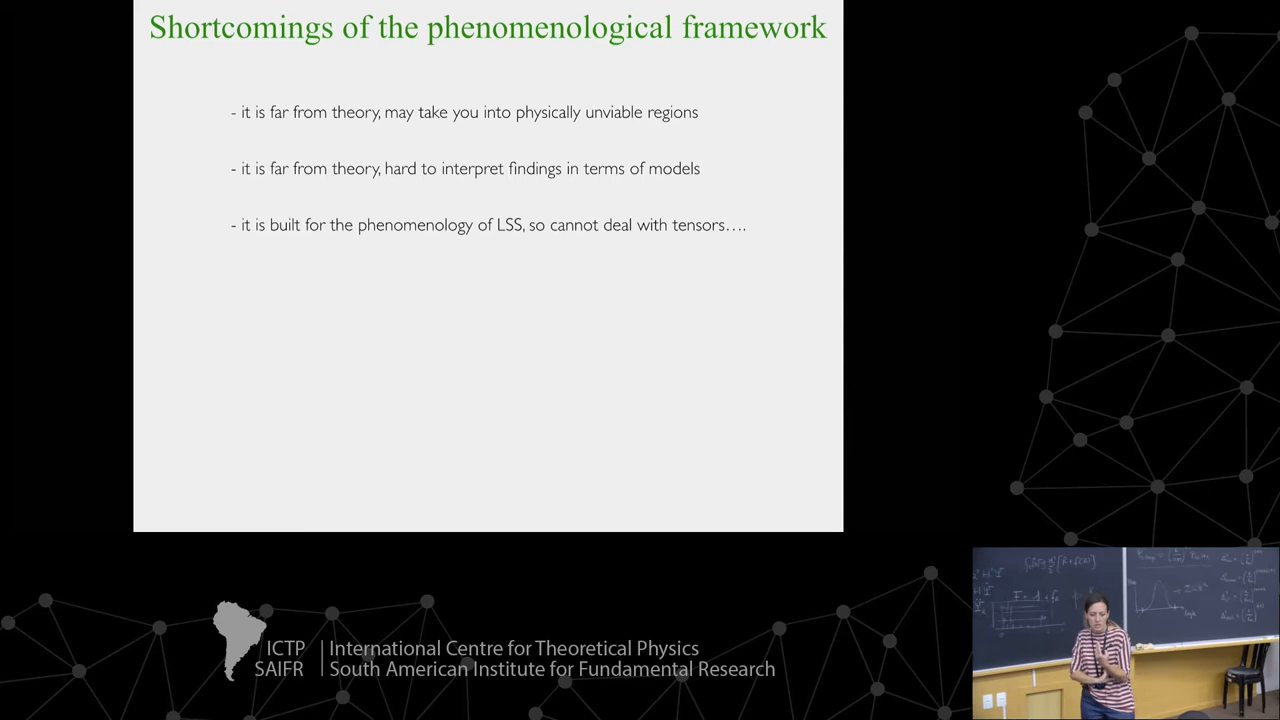 Shortcomings of the phenomenological framework
- it is far from theory, may take you into physically unviable regions
- it is far from theory, hard to interpret findings in terms of models
- it is built for the phenomenology of LSS, so cannot deal with tensors….
ICTP
SAIFR
International Centre for Theoretical Physics
South American Institute for Fundamental Research